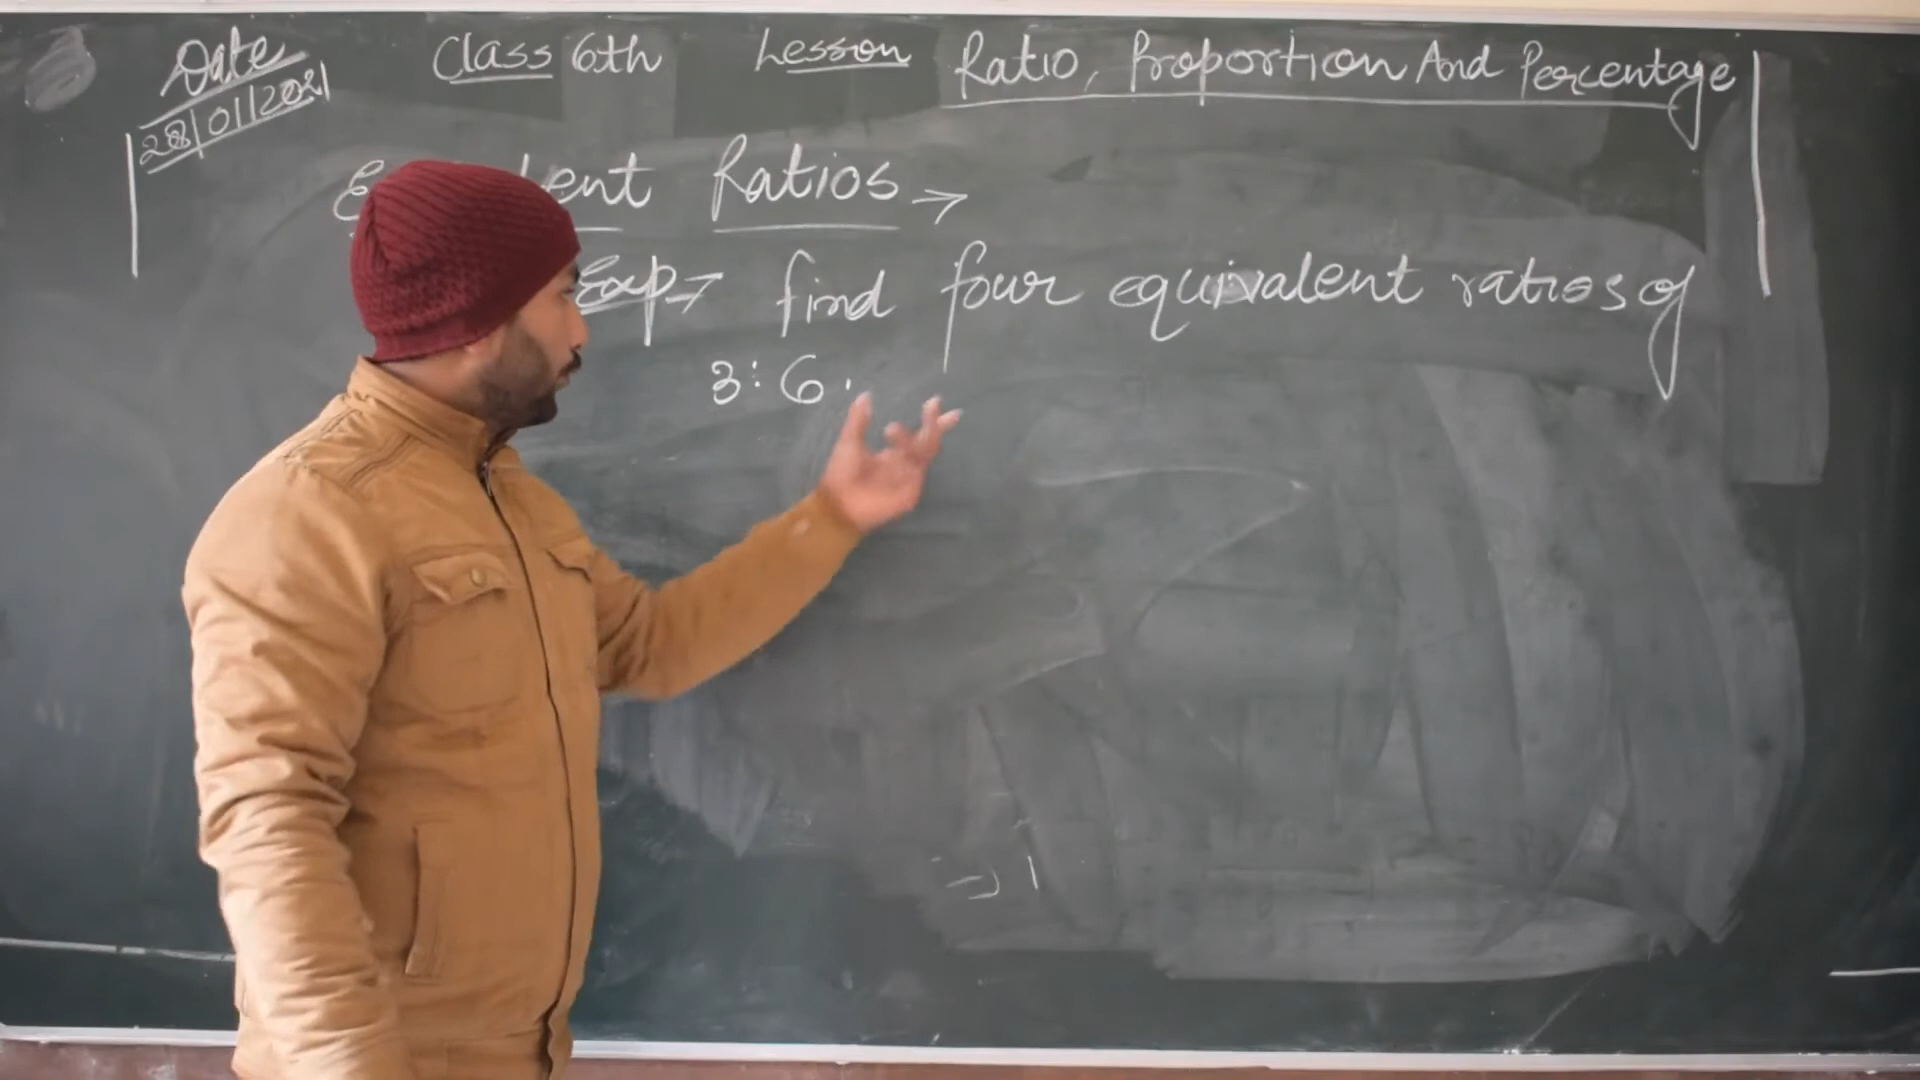 Date Class 6th Lesson Ratio, Proportion And Percentage
28/01/2021
Ratios →
Exp→ find four equivalent ratios of
3:6.